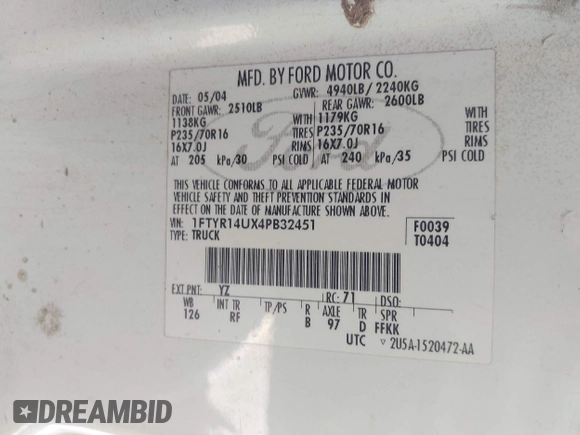 MFD. BY FORD MOTOR CO.
DATE: 05/04 GVWR: 4940LB/ 2240KG
FRONT GAWR: 2510LB REAR GAWR: 2600LB
1138KG WITH 1179KG WITH
P235/70R16 TIRES P235/70R16 TIRES
16X7.0J RIMS 16X7.0J RIMS
AT 205 kPa/30 PSI COLD AT 240 kPa/35 PSI COLD
Ford
THIS VEHICLE CONFORMS TO ALL APPLICABLE FEDERAL MOTOR
VEHICLE SAFETY AND THEFT PREVENTION STANDARDS IN
EFFECT ON THE DATE OF MANUFACTURE SHOWN ABOVE.
VIN: 1FTYR14UX4PB32451 F0039
TYPE: TRUCK T0404
EXT PNT: YZ RC: 71 DSO:
WB INT TR TP/PS R AXLE TR SPR
126 RF B 97 D FFKK
UTC ▽ 2U5A-1520472-AA
DREAMBID